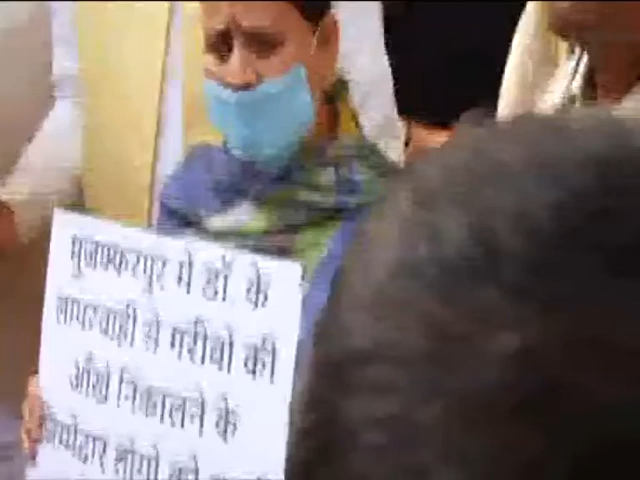 मुजफ्फरपुर में डॉ के
लापरवाही से गरीबों की
आँखे निकालने के
जिम्मेदार लोगो को